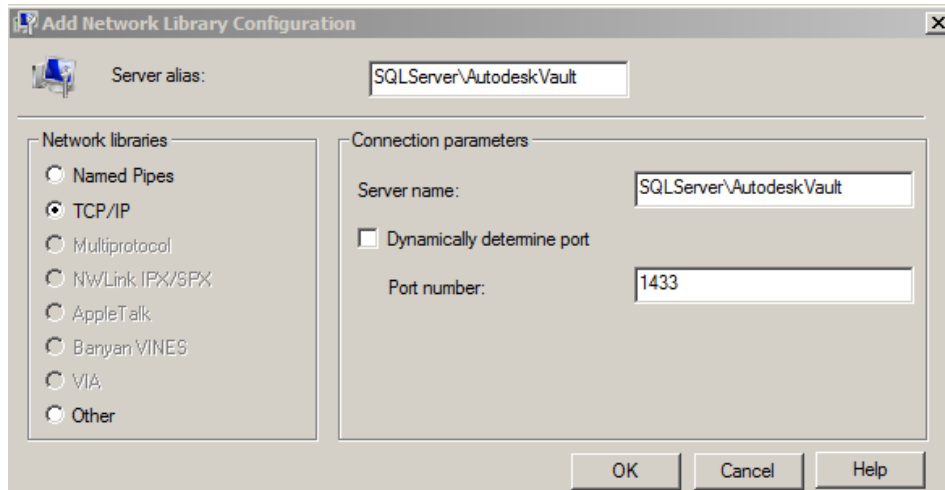 Add Network Library Configuration
Server alias:
SQLServer\AutodeskVault
Network libraries
Named Pipes
TCP/IP
Multiprotocol
NWLink IPX/SPX
AppleTalk
Banyan VINES
VIA
Other
Connection parameters
Server name:
SQLServer\AutodeskVault
Dynamically determine port
Port number:
1433
OK
Cancel
Help